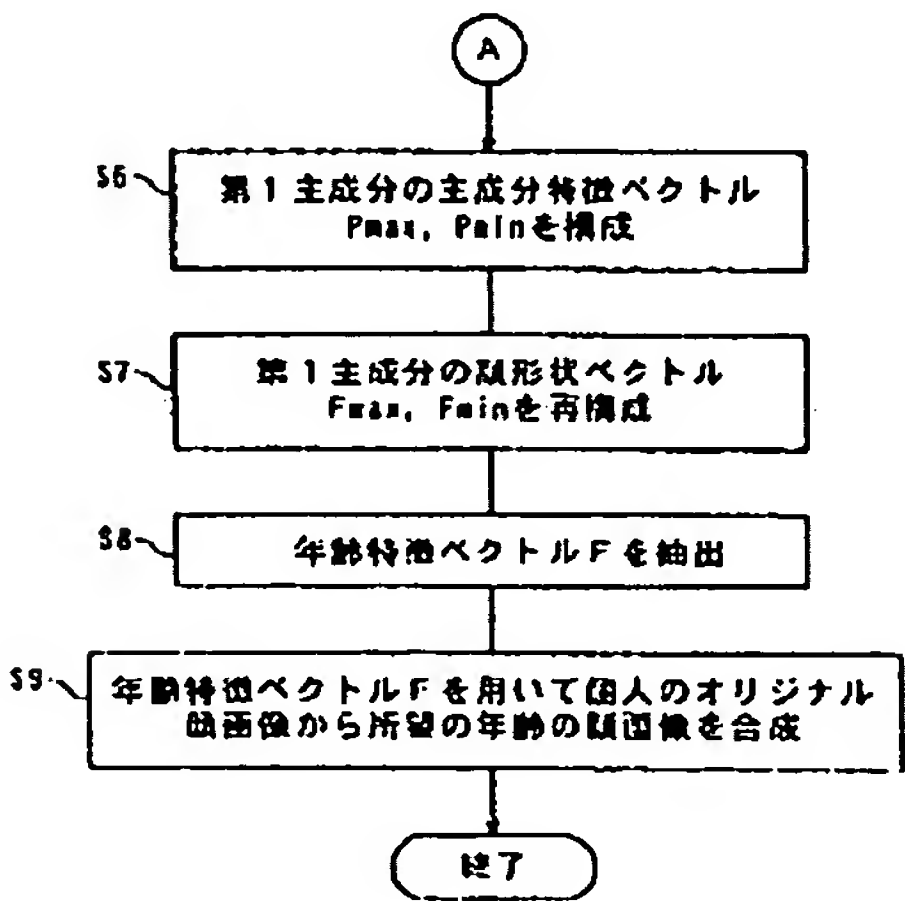 A
S6
第1主成分の主成分特徴ベクトル
Pmax, Pminを構成
S7
第1主成分の顔形状ベクトル
Fmax, Fminを再構成
S8
年齢特徴ベクトルFを抽出
S9
年齢特徴ベクトルFを用いて個人のオリジナル
顔画像から所望の年齢の顔画像を合成
終了